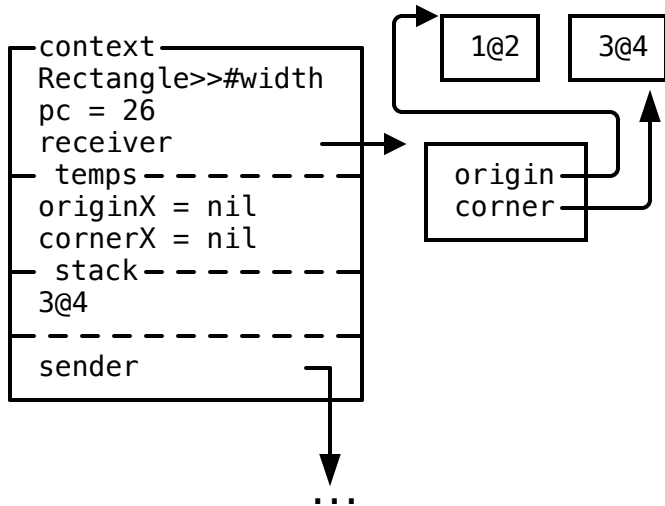 context
Rectangle>>#width
pc = 26
receiver
temps
originX = nil
cornerX = nil
stack
3@4
sender
...
1@2
3@4
origin
corner